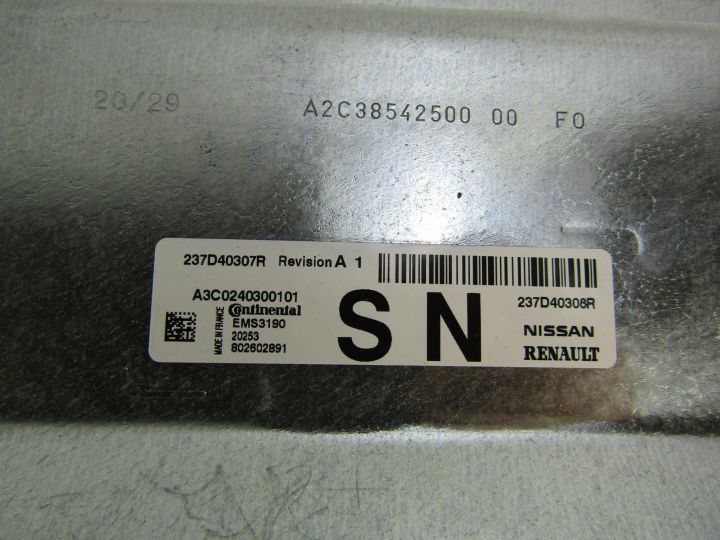 20/29
A2C38542500 00 F0
237D40307R Revision A 1
A3C0240300101
Continental
EMS3190
20253
802602891
MADE IN FRANCE
S N
237D40308R
NISSAN
RENAULT